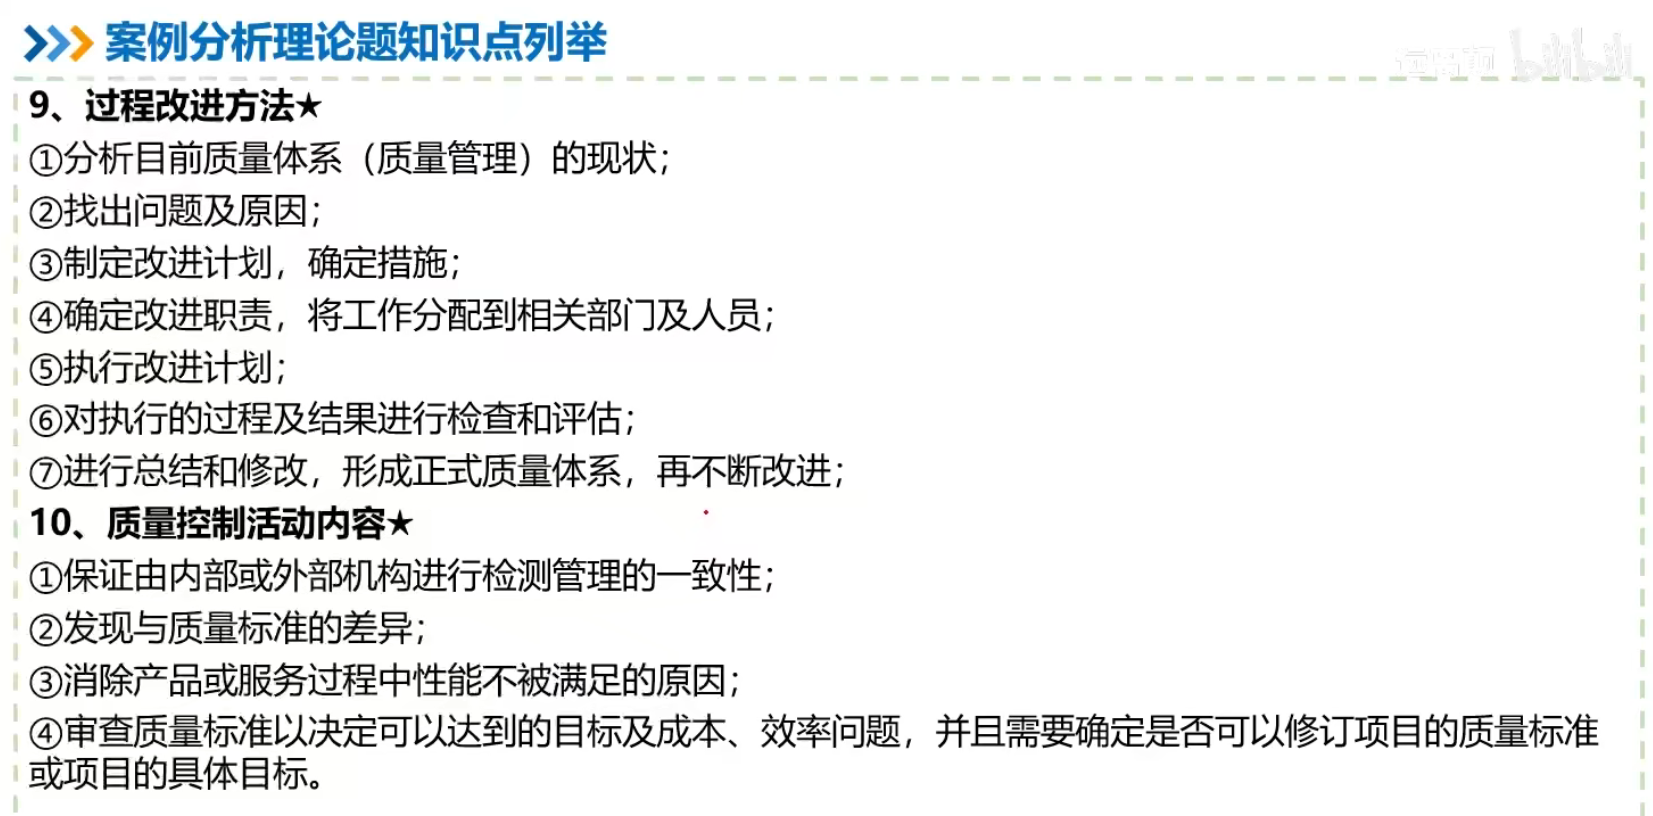 案例分析理论题知识点列举
bilibili
9、过程改进方法★
①分析目前质量体系（质量管理）的现状；
②找出问题及原因；
③制定改进计划，确定措施；
④确定改进职责，将工作分配到相关部门及人员；
⑤执行改进计划；
⑥对执行的过程及结果进行检查和评估；
⑦进行总结和修改，形成正式质量体系，再不断改进；
10、质量控制活动内容★
①保证由内部或外部机构进行检测管理的一致性；
②发现与质量标准的差异；
③消除产品或服务过程中性能不被满足的原因；
④审查质量标准以决定可以达到的目标及成本、效率问题，并且需要确定是否可以修订项目的质量标准
或项目的具体目标。